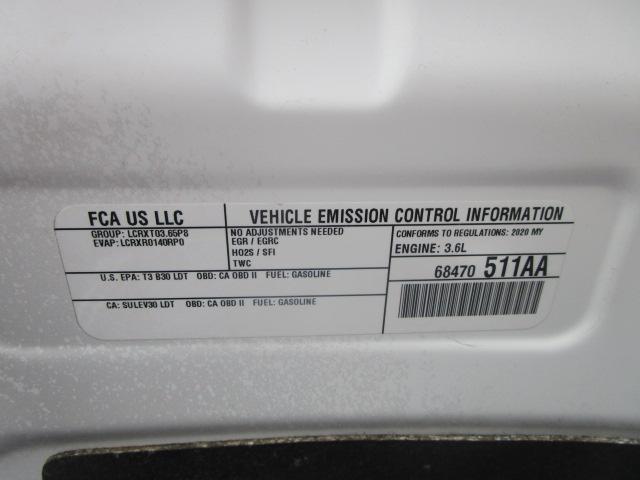 FCA US LLC
VEHICLE EMISSION CONTROL INFORMATION
GROUP: LCRXT03.65P8
EVAP: LCRXR0140RP0
NO ADJUSTMENTS NEEDED
EGR / EGRC
HO2S / SFI
TWC
CONFORMS TO REGULATIONS: 2020 MY
ENGINE: 3.6L
U.S. EPA: T3 B30 LDT OBD: CA OBD II FUEL: GASOLINE
68470 511AA
CA: SULEV30 LDT OBD: CA OBD II FUEL: GASOLINE